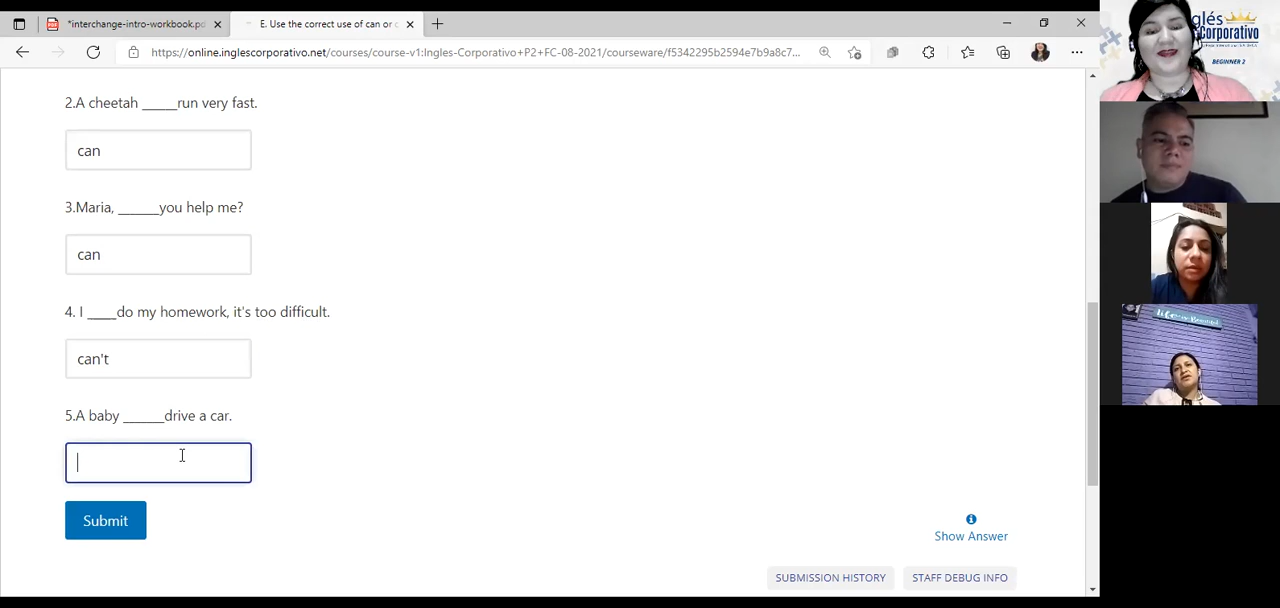 *interchange-intro-workbook.pd
E. Use the correct use of can or c
https://online.inglescorporativo.net/courses/course-v1:Ingles-Corporativo+P2+FC-08-2021/courseware/f5342295b2594e7b9a8c7...
2.A cheetah _____run very fast.
can
3.Maria, ______you help me?
can
4. I ____do my homework, it's too difficult.
can't
5.A baby ______drive a car.
Submit
Show Answer
SUBMISSION HISTORY
STAFF DEBUG INFO
glés
Corporativo
BEGINNER 2